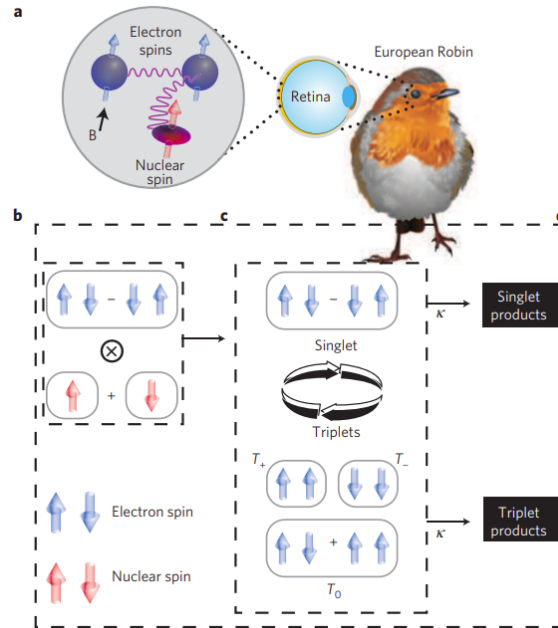 a
Electron
spins
B
Nuclear
spin
Retina
European Robin
b
c
−
⊗
+
−
Singlet
Triplets
T+
T−
+
T0
κ
Singlet
products
κ
Triplet
products
Electron spin
Nuclear spin